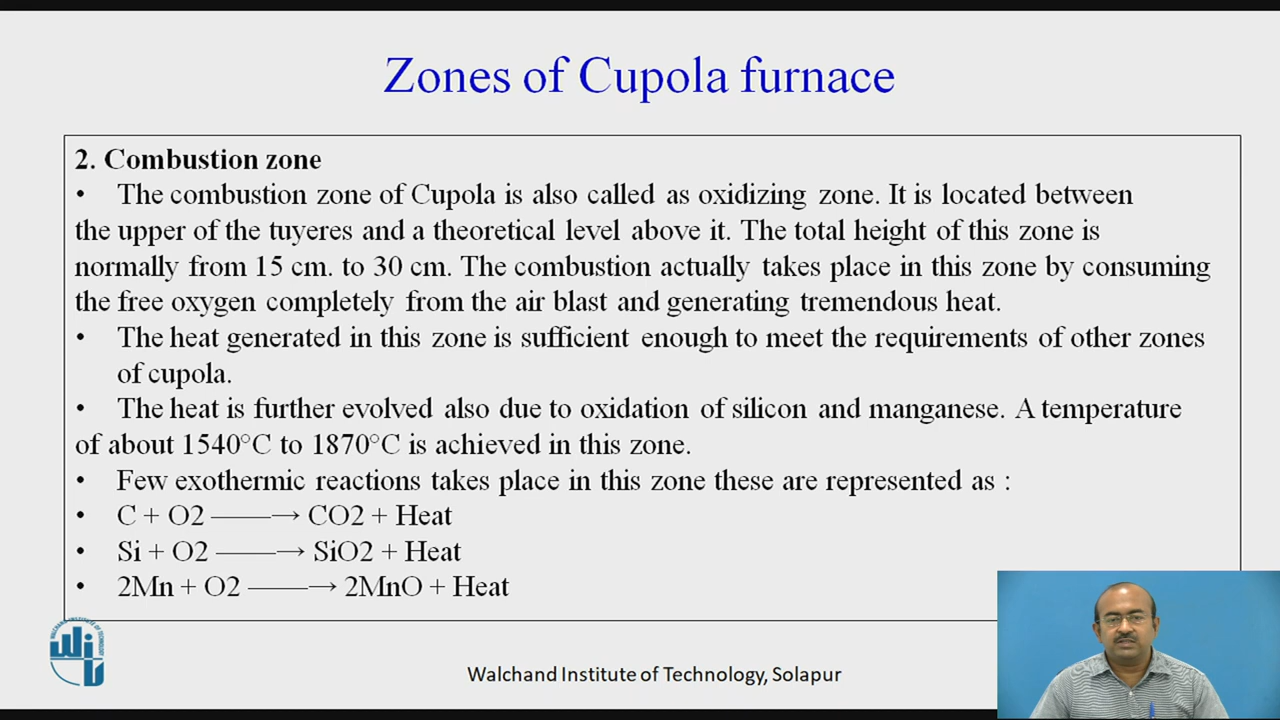 Zones of Cupola furnace
2. Combustion zone
• The combustion zone of Cupola is also called as oxidizing zone. It is located between
the upper of the tuyeres and a theoretical level above it. The total height of this zone is
normally from 15 cm. to 30 cm. The combustion actually takes place in this zone by consuming
the free oxygen completely from the air blast and generating tremendous heat.
• The heat generated in this zone is sufficient enough to meet the requirements of other zones
of cupola.
• The heat is further evolved also due to oxidation of silicon and manganese. A temperature
of about 1540°C to 1870°C is achieved in this zone.
• Few exothermic reactions takes place in this zone these are represented as :
• C + O2 ——→ CO2 + Heat
• Si + O2 ——→ SiO2 + Heat
• 2Mn + O2 ——→ 2MnO + Heat
WALCHAND INSTITUTE OF TECHNOLOGY
Walchand Institute of Technology, Solapur